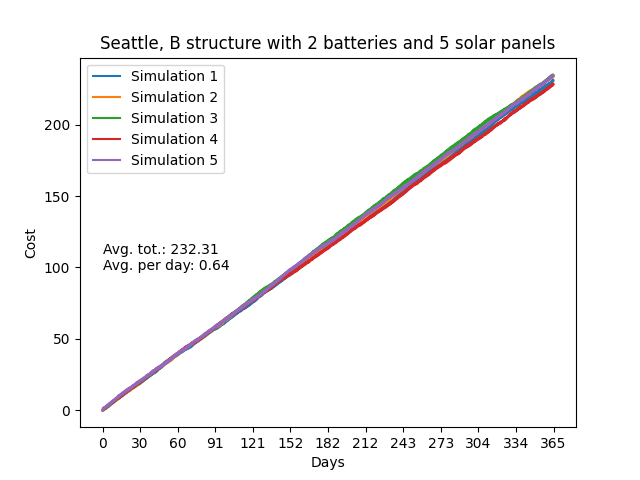 Seattle, B structure with 2 batteries and 5 solar panels
Simulation 1
Simulation 2
Simulation 3
Simulation 4
Simulation 5
200
150
100
50
0
Cost
Avg. tot.: 232.31
Avg. per day: 0.64
0 30 60 91 121 152 182 212 243 273 304 334 365
Days